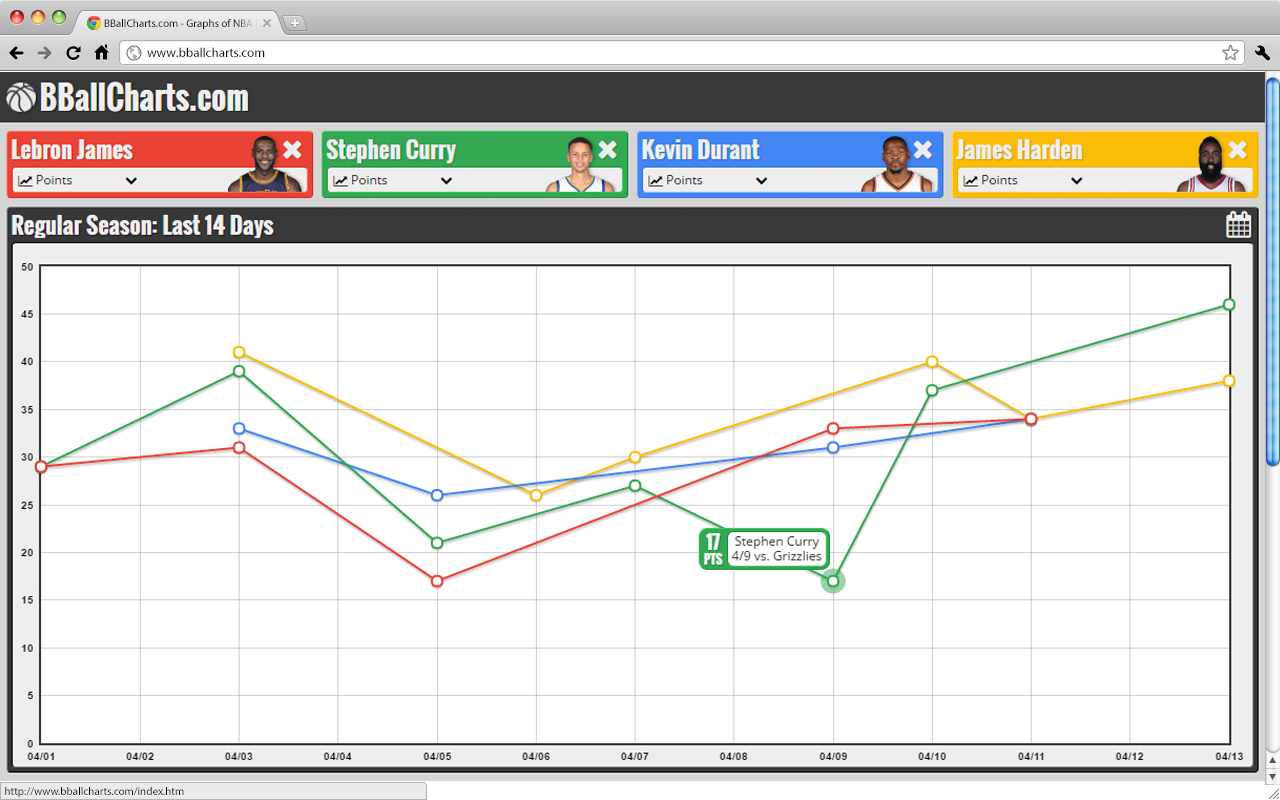 BBallCharts.com - Graphs of NBA
www.bballcharts.com
BBallCharts.com
Lebron James
Points
Stephen Curry
Points
Kevin Durant
Points
James Harden
Points
Regular Season: Last 14 Days
50
45
40
35
30
25
20
15
10
5
0
17 PTS
Stephen Curry
4/9 vs. Grizzlies
04/01 04/02 04/03 04/04 04/05 04/06 04/07 04/08 04/09 04/10 04/11 04/12 04/13
http://www.bballcharts.com/index.htm